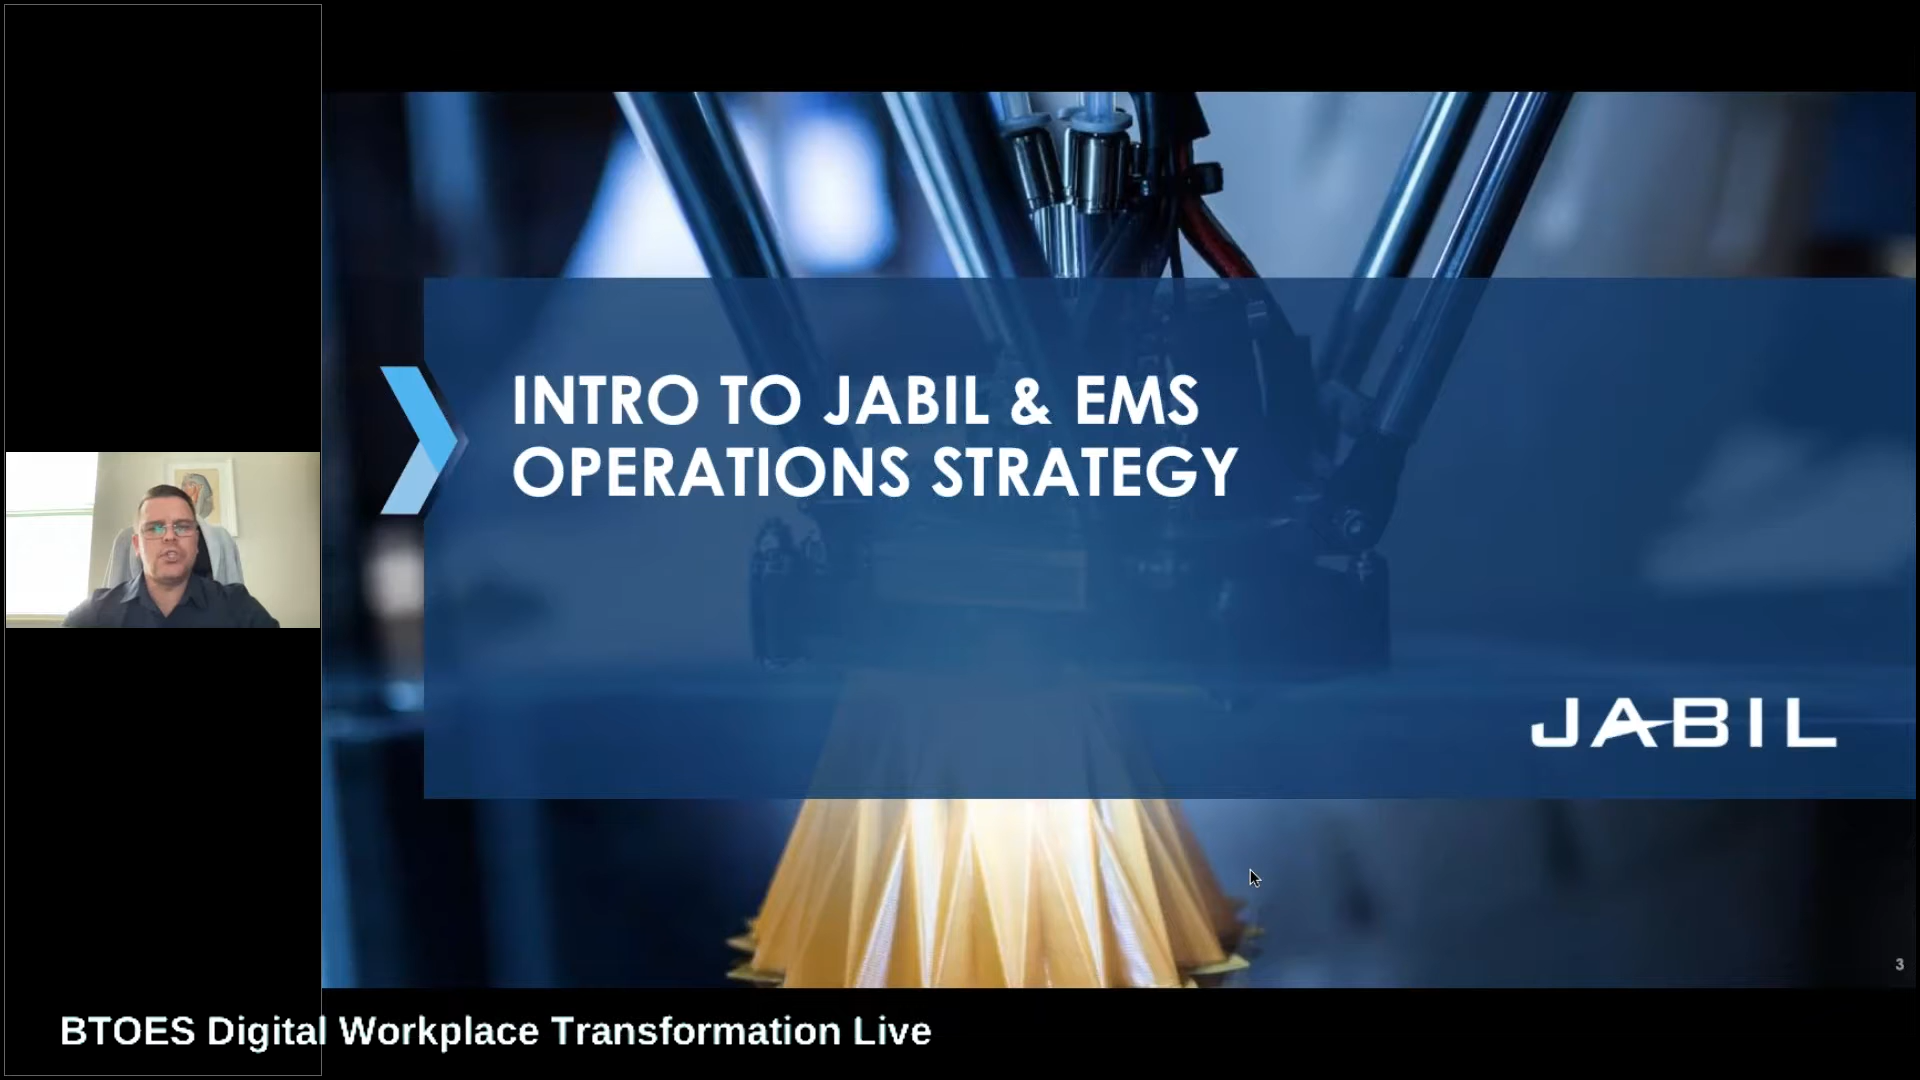 INTRO TO JABIL & EMS
OPERATIONS STRATEGY
JABIL
3
BTOES Digital Workplace Transformation Live